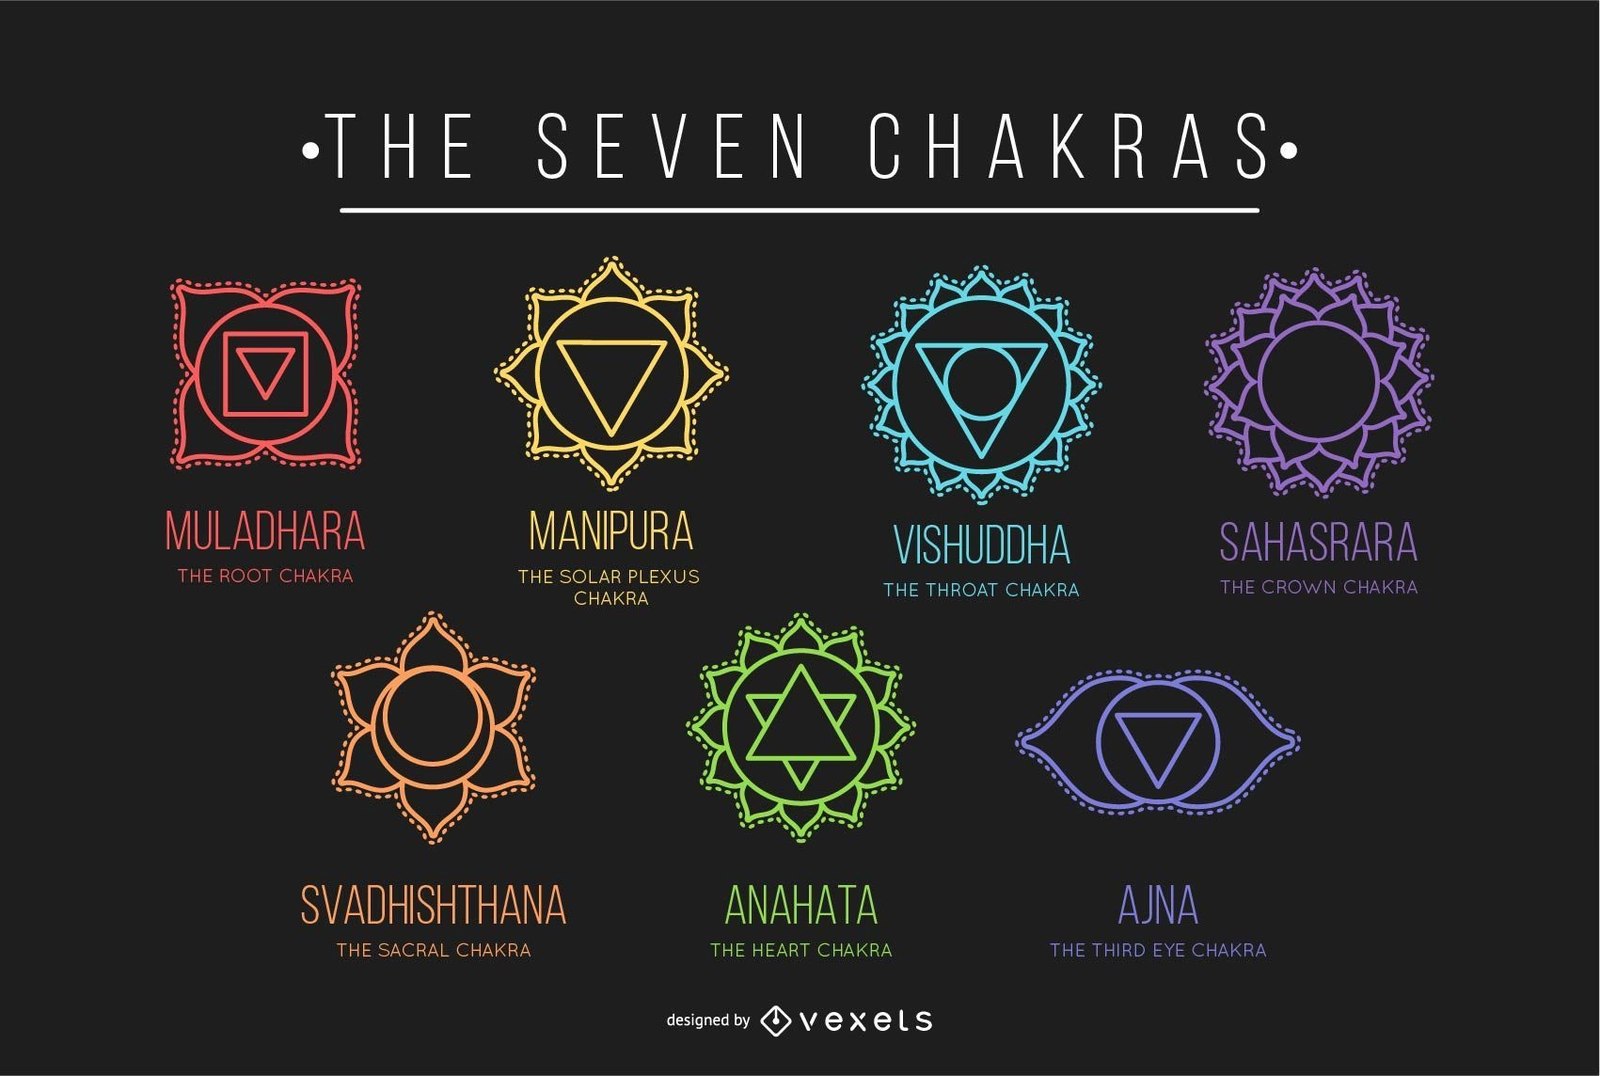 •THE SEVEN CHAKRAS•
MULADHARA
THE ROOT CHAKRA
MANIPURA
THE SOLAR PLEXUS
CHAKRA
VISHUDDHA
THE THROAT CHAKRA
SAHASRARA
THE CROWN CHAKRA
SVADHISHTHANA
THE SACRAL CHAKRA
ANAHATA
THE HEART CHAKRA
AJNA
THE THIRD EYE CHAKRA
designed by vexels